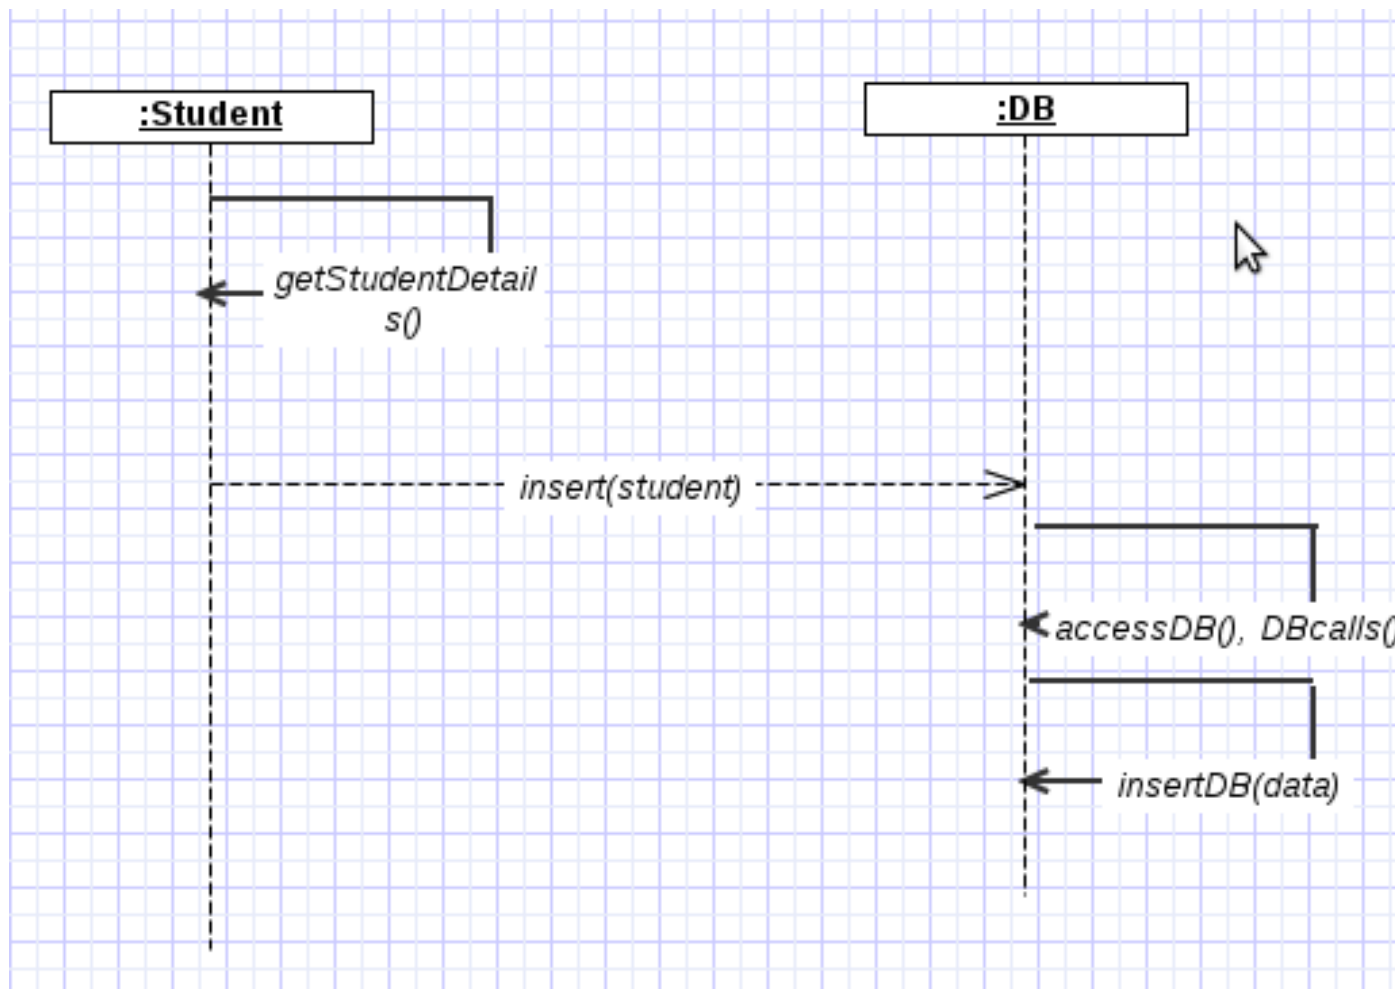 :Student
:DB
getStudentDetail
s()
insert(student)
accessDB(), DBcalls()
insertDB(data)